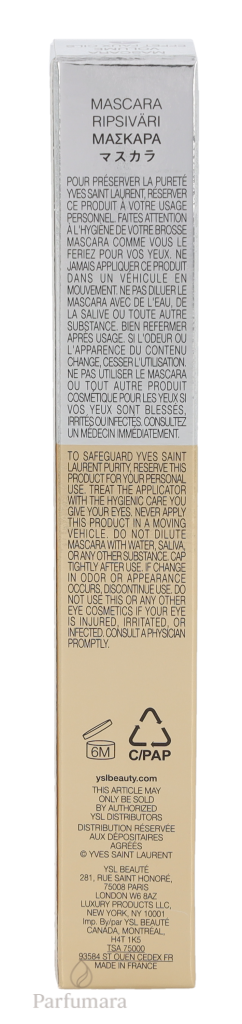 MASCARA
RIPSIVÄRI
ΜΑΣΚΑΡΑ
マスカラ
POUR PRÉSERVER LA PURETÉ
YVES SAINT LAURENT, RÉSERVER
CE PRODUIT À VOTRE USAGE
PERSONNEL. FAITES ATTENTION
À L'HYGIÈNE DE VOTRE BROSSE
MASCARA COMME VOUS LE
FERIEZ POUR VOS YEUX. NE
JAMAIS APPLIQUER CE PRODUIT
DANS UN VÉHICULE EN
MOUVEMENT. NE PAS DILUER LE
MASCARA AVEC DE L'EAU, DE
LA SALIVE OU TOUTE AUTRE
SUBSTANCE. BIEN REFERMER
APRÈS USAGE. SI L'ODEUR OU
L'APPARENCE DU CONTENU
CHANGE, CESSER L'UTILISATION.
NE PAS UTILISER LE MASCARA
OU TOUT AUTRE PRODUIT
COSMÉTIQUE POUR LES YEUX SI
VOS YEUX SONT BLESSÉS,
IRRITÉS OU INFECTÉS. CONSULTEZ
UN MÉDECIN IMMÉDIATEMENT.
TO SAFEGUARD YVES SAINT
LAURENT PURITY, RESERVE THIS
PRODUCT FOR YOUR PERSONAL
USE. TREAT THE APPLICATOR
WITH THE HYGIENIC CARE YOU
GIVE YOUR EYES. NEVER APPLY
THIS PRODUCT IN A MOVING
VEHICLE. DO NOT DILUTE
MASCARA WITH WATER, SALIVA,
OR ANY OTHER SUBSTANCE. CAP
TIGHTLY AFTER USE. IF CHANGE
IN ODOR OR APPEARANCE
OCCURS, DISCONTINUE USE. DO
NOT USE THIS OR ANY OTHER
EYE COSMETICS IF YOUR EYE
IS INJURED, IRRITATED, OR
INFECTED. CONSULT A PHYSICIAN
PROMPTLY.
6M
C/PAP
yslbeauty.com
THIS ARTICLE MAY
ONLY BE SOLD
BY AUTHORIZED
YSL DISTRIBUTORS
DISTRIBUTION RÉSERVÉE
AUX DÉPOSITAIRES
AGRÉÉS
© YVES SAINT LAURENT
YSL BEAUTÉ
281, RUE SAINT HONORÉ,
75008 PARIS
LONDON W6 8AZ
LUXURY PRODUCTS LLC,
NEW YORK, NY 10001
Imp. By/par YSL BEAUTÉ
CANADA, MONTRÉAL,
H4T 1K5
TSA 75000
93584 ST OUEN CEDEX FR
MADE IN FRANCE
Parfumara